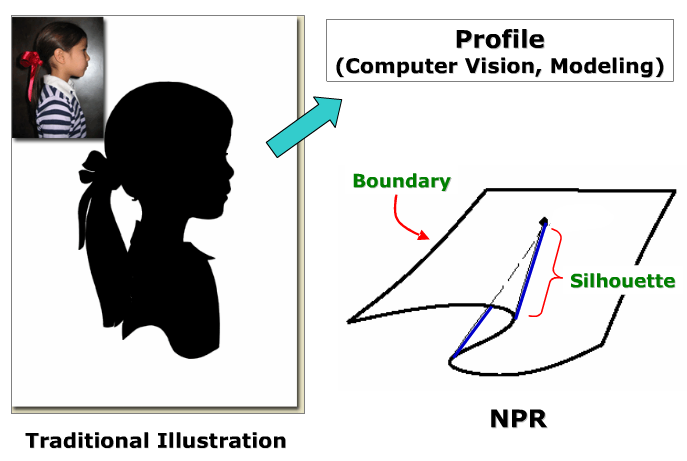 Profile
(Computer Vision, Modeling)
Boundary
Silhouette
NPR
Traditional Illustration